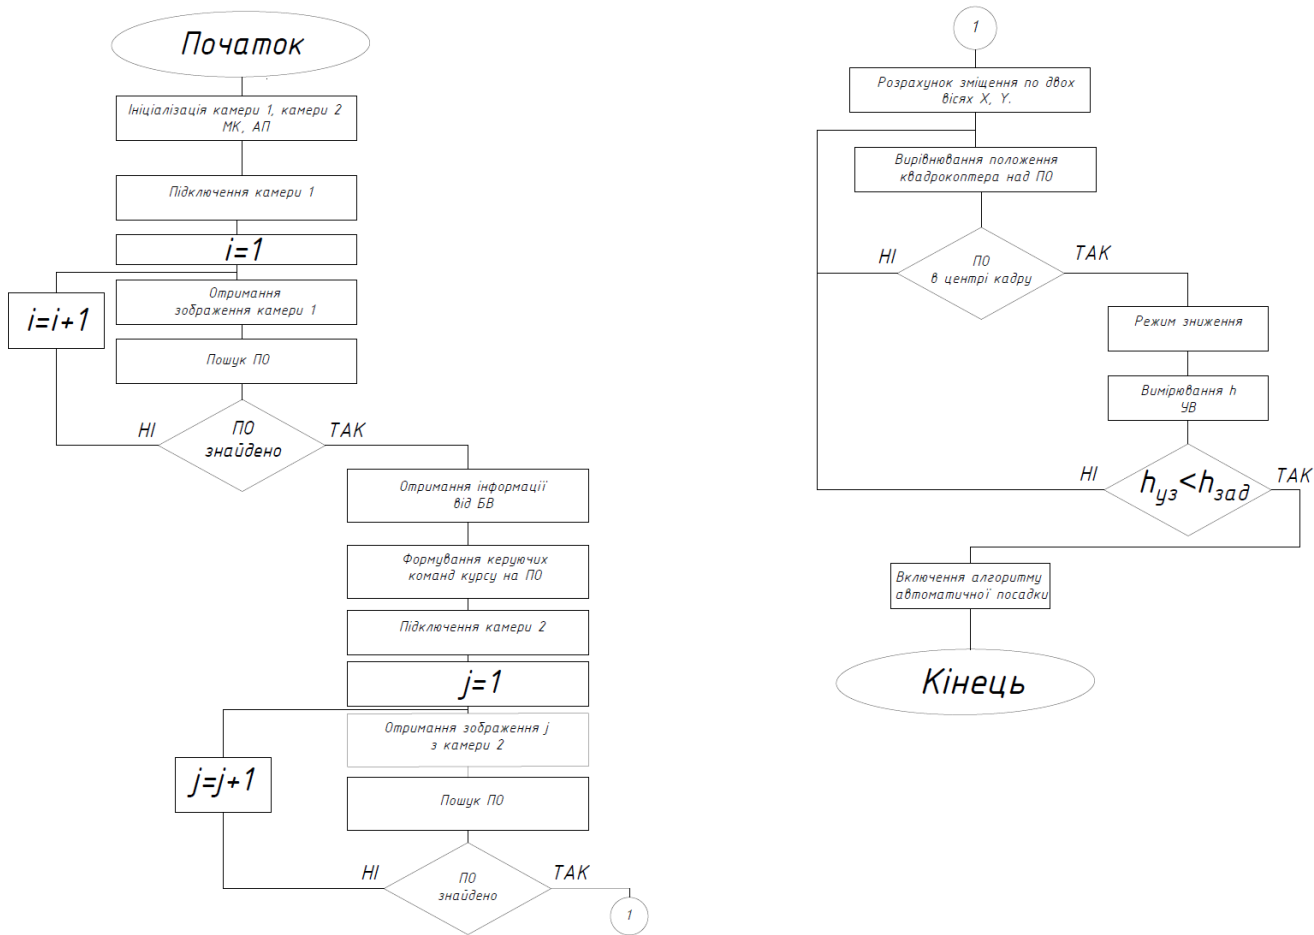 Початок
Ініціалізація камери 1, камери 2
МК, АП
Підключення камери 1
i=1
i=i+1
Отримання
зображення камери 1
Пошук ПО
НІ
ПО
знайдено
ТАК
Отримання інформації
від БВ
Формування керуючих
команд курсу на ПО
Підключення камери 2
j=1
Отримання зображення j
з камери 2
j=j+1
Пошук ПО
НІ
ПО
знайдено
ТАК
1
1
Розрахунок зміщення по двох
вісях X, Y.
Вирівнювання положення
квадрокоптера над ПО
НІ
ПО
в центрі кадру
ТАК
Режим зниження
Вимірювання h
УВ
НІ
hуз<hзад
ТАК
Включення алгоритму
автоматичної посадки
Кінець